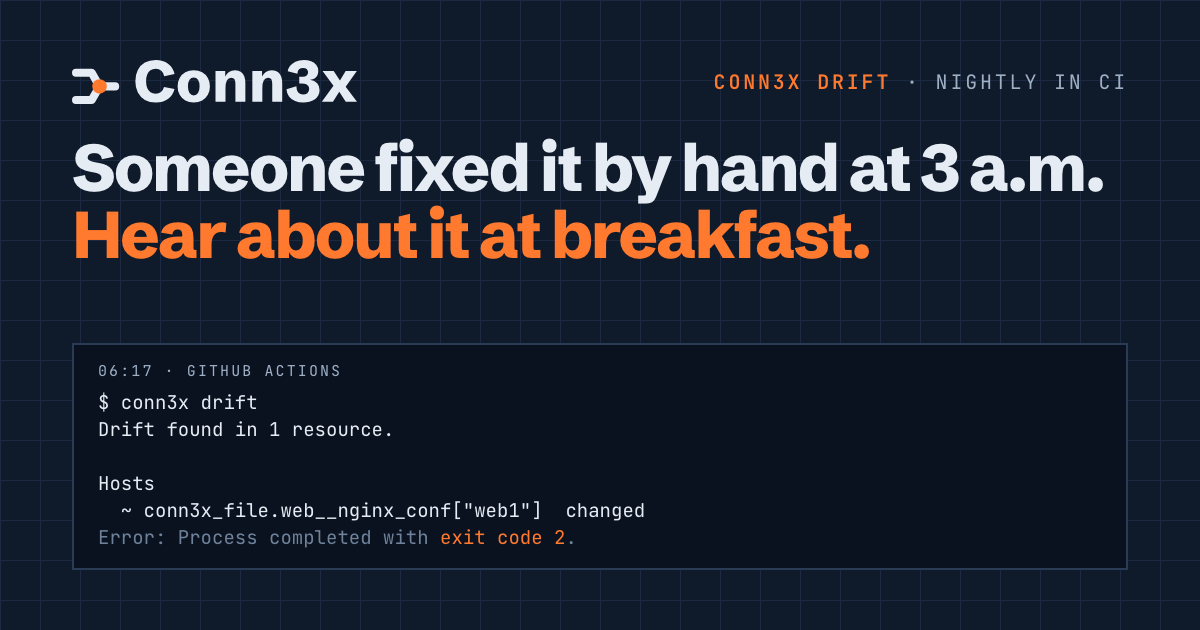 Conn3x
CONN3X DRIFT · NIGHTLY IN CI
Someone fixed it by hand at 3 a.m.
Hear about it at breakfast.
06:17 · GITHUB ACTIONS
$ conn3x drift
Drift found in 1 resource.
Hosts
~ conn3x_file.web__nginx_conf["web1"]  changed
Error: Process completed with exit code 2.